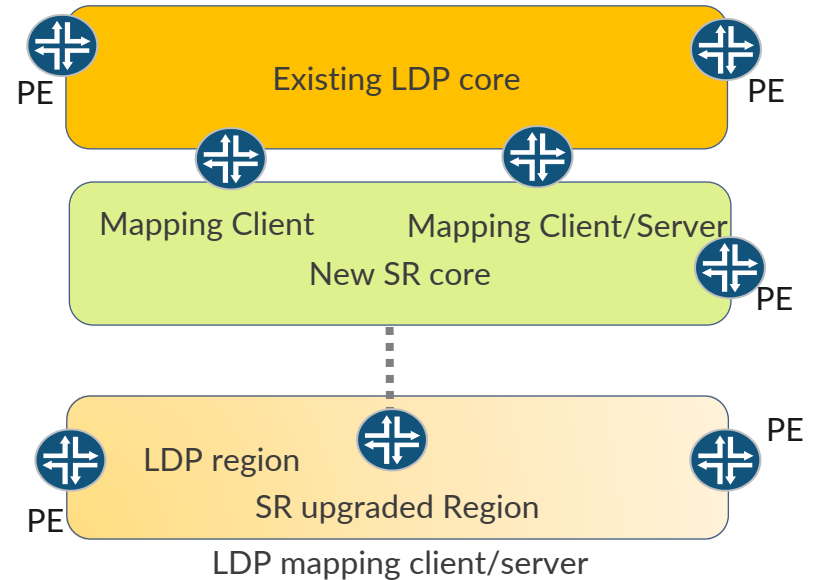 PE
Existing LDP core
PE
Mapping Client
Mapping Client/Server
New SR core
PE
PE
LDP region
SR upgraded Region
PE
LDP mapping client/server